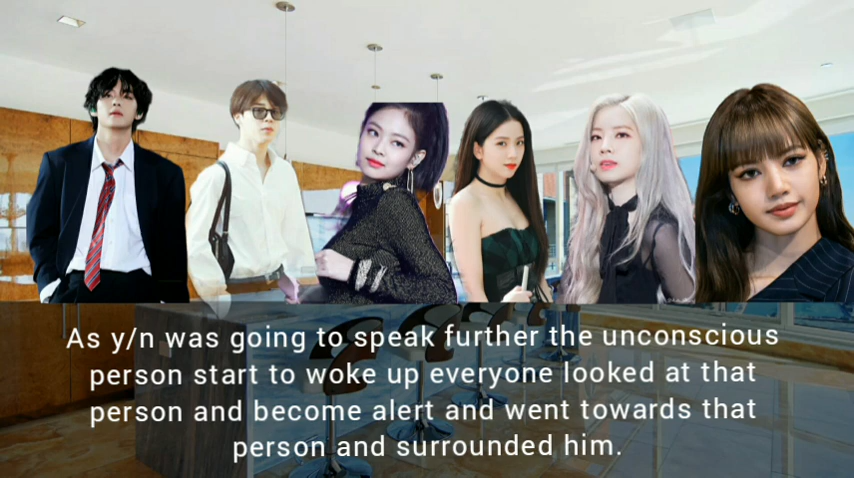 As y/n was going to speak further the unconscious
person start to woke up everyone looked at that
person and become alert and went towards that
person and surrounded him.